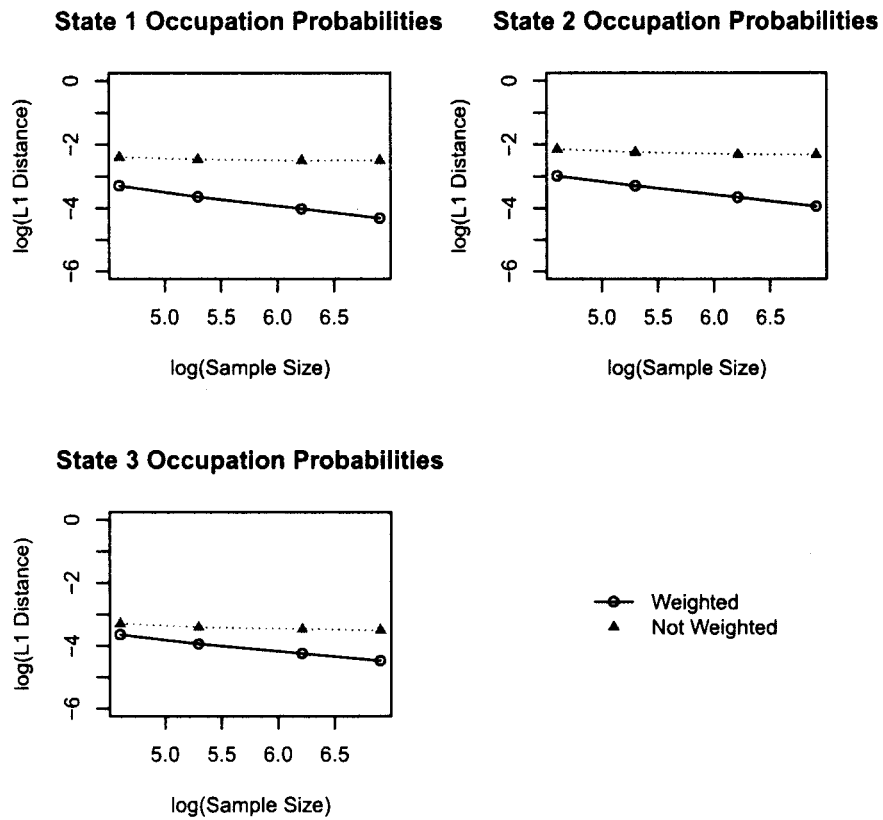 State 1 Occupation Probabilities
log(L1 Distance)
0
−2
−4
−6
5.0 5.5 6.0 6.5
log(Sample Size)
State 2 Occupation Probabilities
log(L1 Distance)
0
−2
−4
−6
5.0 5.5 6.0 6.5
log(Sample Size)
State 3 Occupation Probabilities
log(L1 Distance)
0
−2
−4
−6
5.0 5.5 6.0 6.5
log(Sample Size)
Weighted
Not Weighted